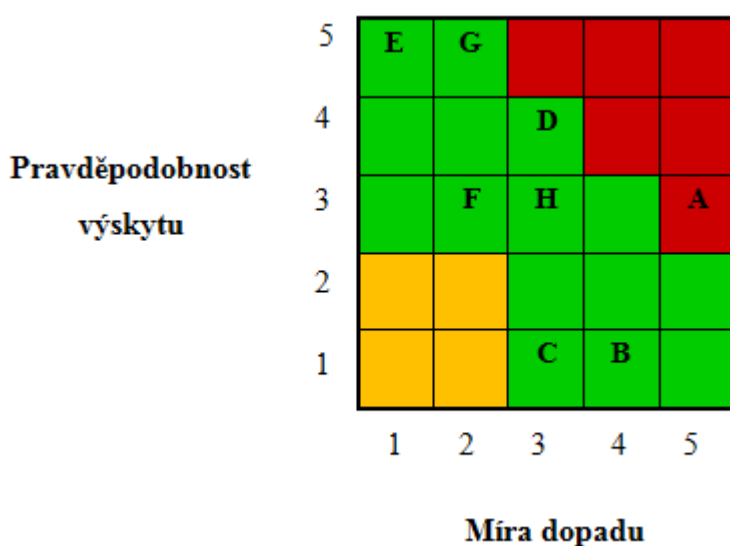 5 E G
4 D
Pravděpodobnost
výskytu
3 F H A
2
1 C B
1 2 3 4 5
Míra dopadu